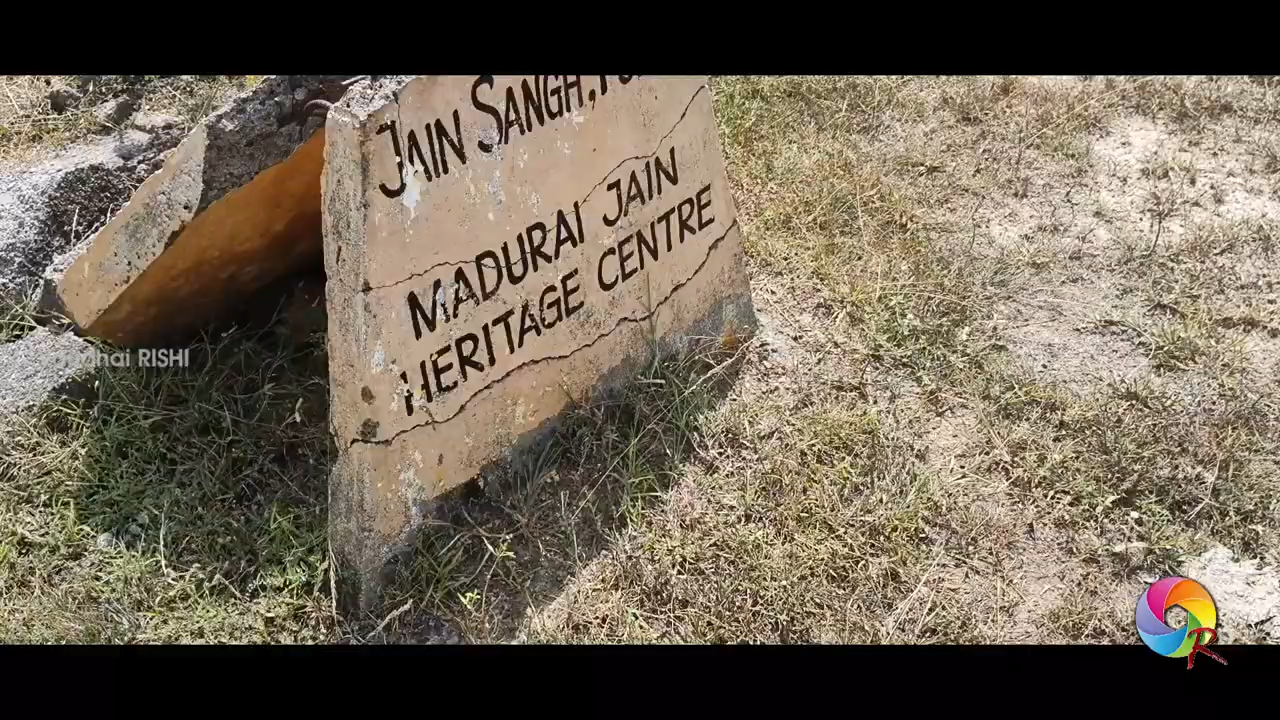 JAIN SANGH,
MADURAI JAIN
HERITAGE CENTRE
RISHI
R